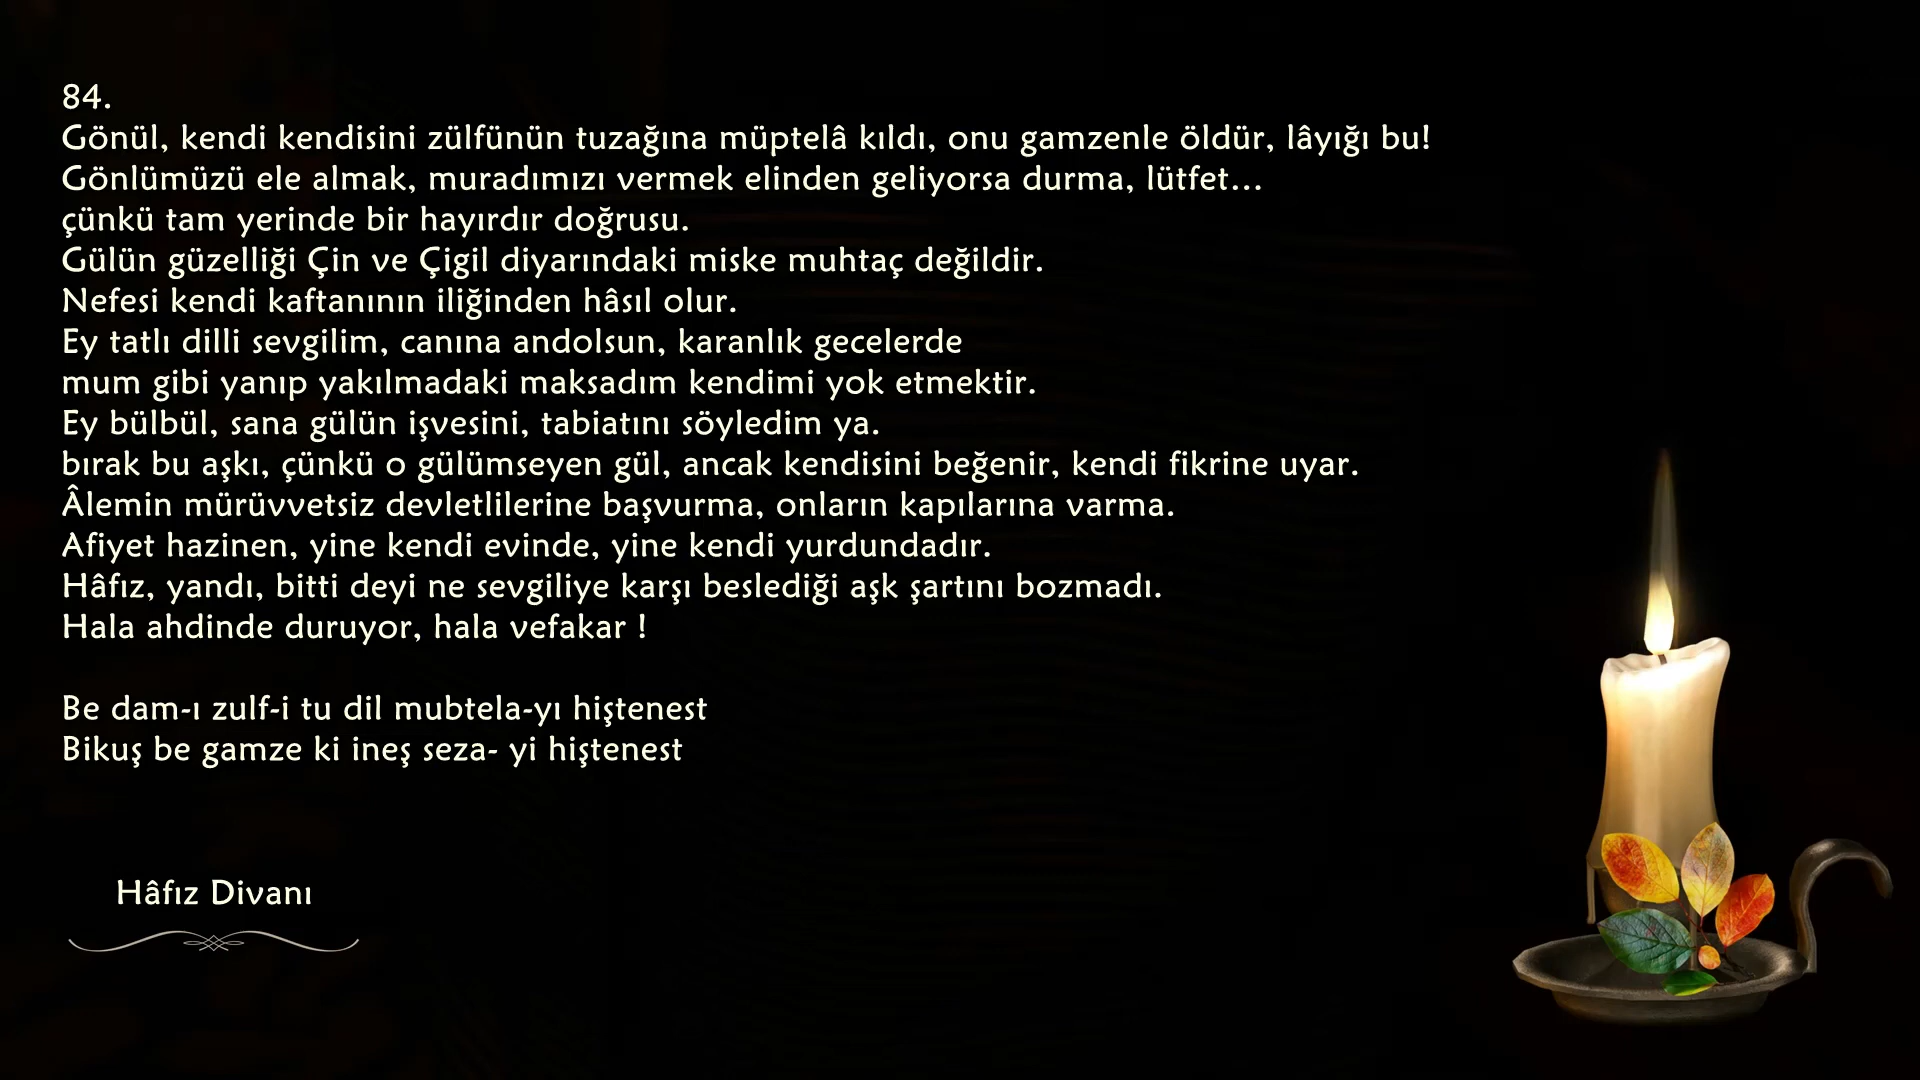 84.
Gönül, kendi kendisini zülfünün tuzağına müptelâ kıldı, onu gamzenle öldür, lâyığı bu!
Gönlümüzü ele almak, muradımızı vermek elinden geliyorsa durma, lütfet...
çünkü tam yerinde bir hayırdır doğrusu.
Gülün güzelliği Çin ve Çigil diyarındaki miske muhtaç değildir.
Nefesi kendi kaftanının iliğinden hâsıl olur.
Ey tatlı dilli sevgilim, canına andolsun, karanlık gecelerde
mum gibi yanıp yakılmadaki maksadım kendimi yok etmektir.
Ey bülbül, sana gülün işvesini, tabiatını söyledim ya.
bırak bu aşkı, çünkü o gülümseyen gül, ancak kendisini beğenir, kendi fikrine uyar.
Âlemin mürüvvetsiz devletlilerine başvurma, onların kapılarına varma.
Afiyet hazinen, yine kendi evinde, yine kendi yurdundadır.
Hâfız, yandı, bitti deyi ne sevgiliye karşı beslediği aşk şartını bozmadı.
Hala ahdinde duruyor, hala vefakar !
Be dam-ı zulf-i tu dil mubtela-yı hiştenest
Bikuş be gamze ki ineş seza- yi hiştenest
Hâfız Divanı